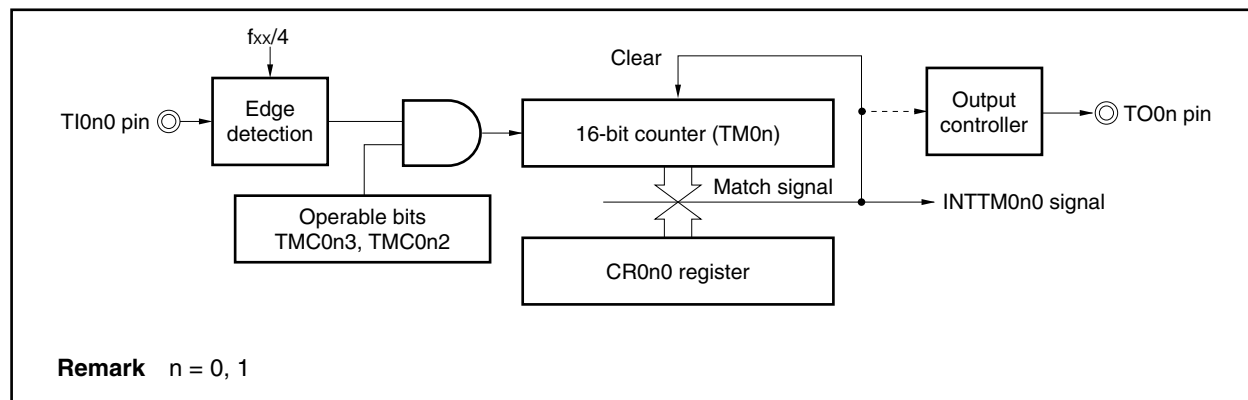 fxx/4
Clear
TI0n0 pin
Edge
detection
16-bit counter (TM0n)
Output
controller
TO0n pin
Match signal
INTTM0n0 signal
Operable bits
TMC0n3, TMC0n2
CR0n0 register
Remark n = 0, 1